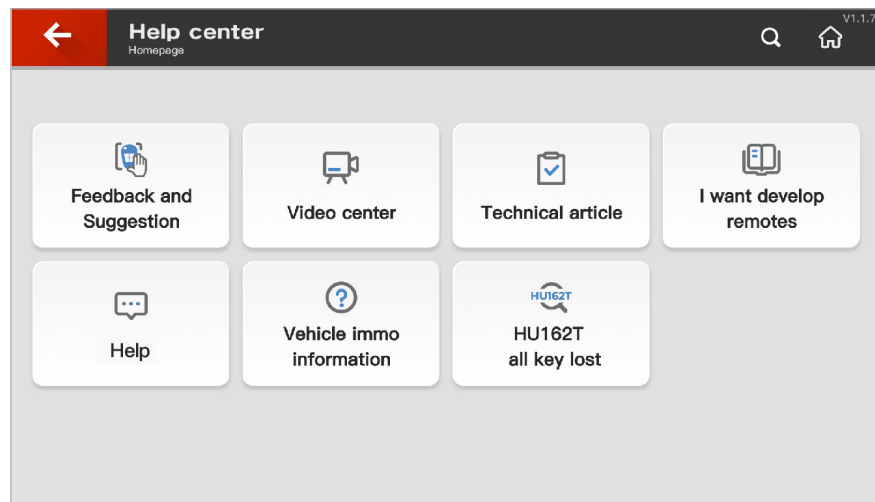 Help center
Homepage
V1.1.7
Feedback and
Suggestion
Video center
Technical article
I want develop
remotes
Help
?
Vehicle immo
information
HU162T
HU162T
all key lost